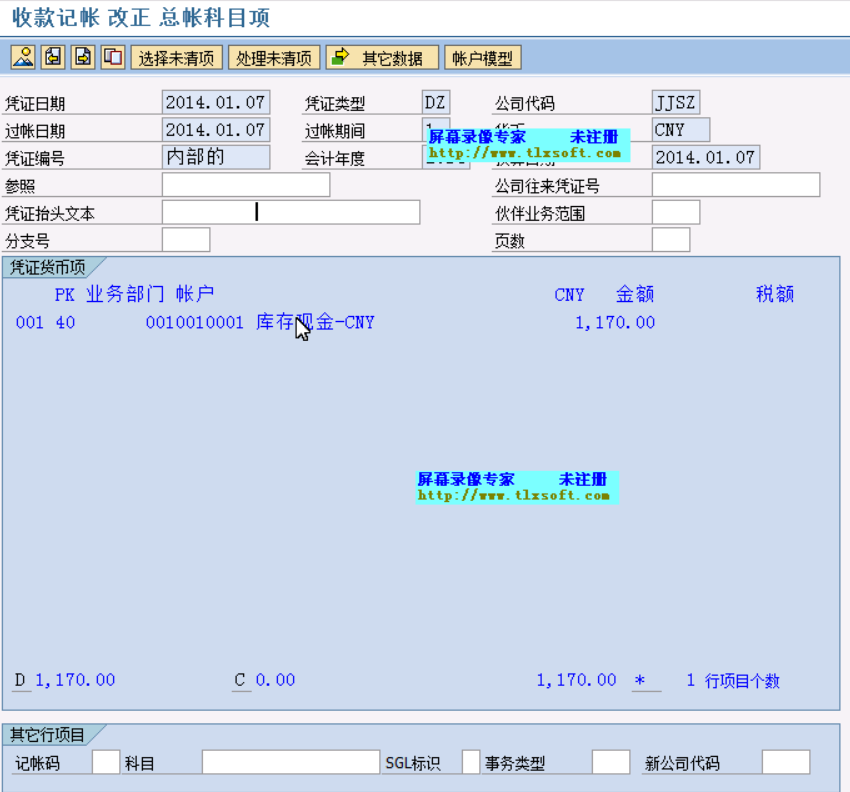 收款记帐 改正 总帐科目项
选择未清项 处理未清项 其它数据 帐户模型
凭证日期 2014.01.07 凭证类型 DZ 公司代码 JJSZ
过帐日期 2014.01.07 过帐期间 CNY
屏幕录像专家 未注册
http://www.tlxsoft.com
凭证编号 内部的 会计年度 2014.01.07
参照 公司往来凭证号
凭证抬头文本 伙伴业务范围
分支号 页数
凭证货币项
PK 业务部门 帐户 CNY 金额 税额
001 40 0010010001 库存现金-CNY 1,170.00
屏幕录像专家 未注册
http://www.tlxsoft.com
D 1,170.00 C 0.00 1,170.00 * 1 行项目个数
其它行项目
记帐码 科目 SGL标识 事务类型 新公司代码